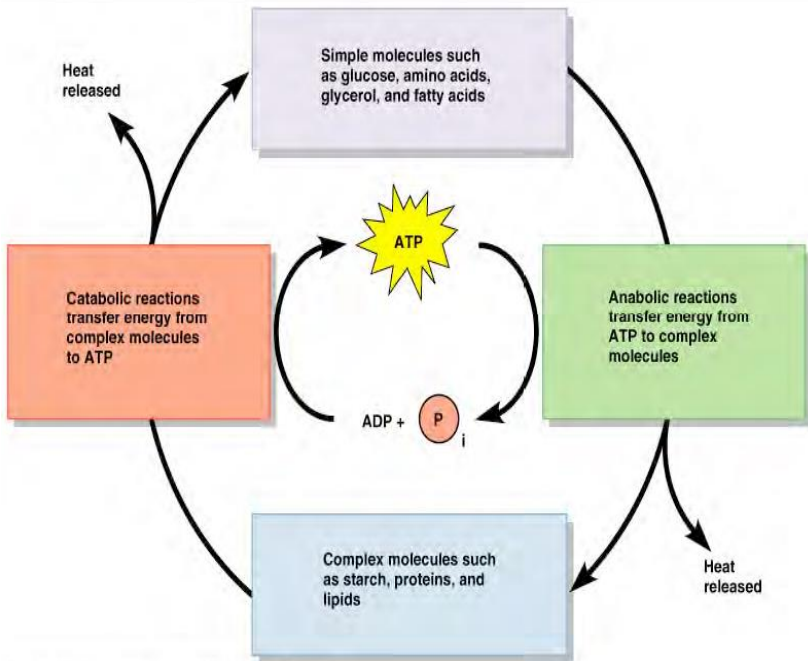 Simple molecules such
as glucose, amino acids,
glycerol, and fatty acids
Heat
released
ATP
Catabolic reactions
transfer energy from
complex molecules
to ATP
Anabolic reactions
transfer energy from
ATP to complex
molecules
ADP + P i
Complex molecules such
as starch, proteins, and
lipids
Heat
released